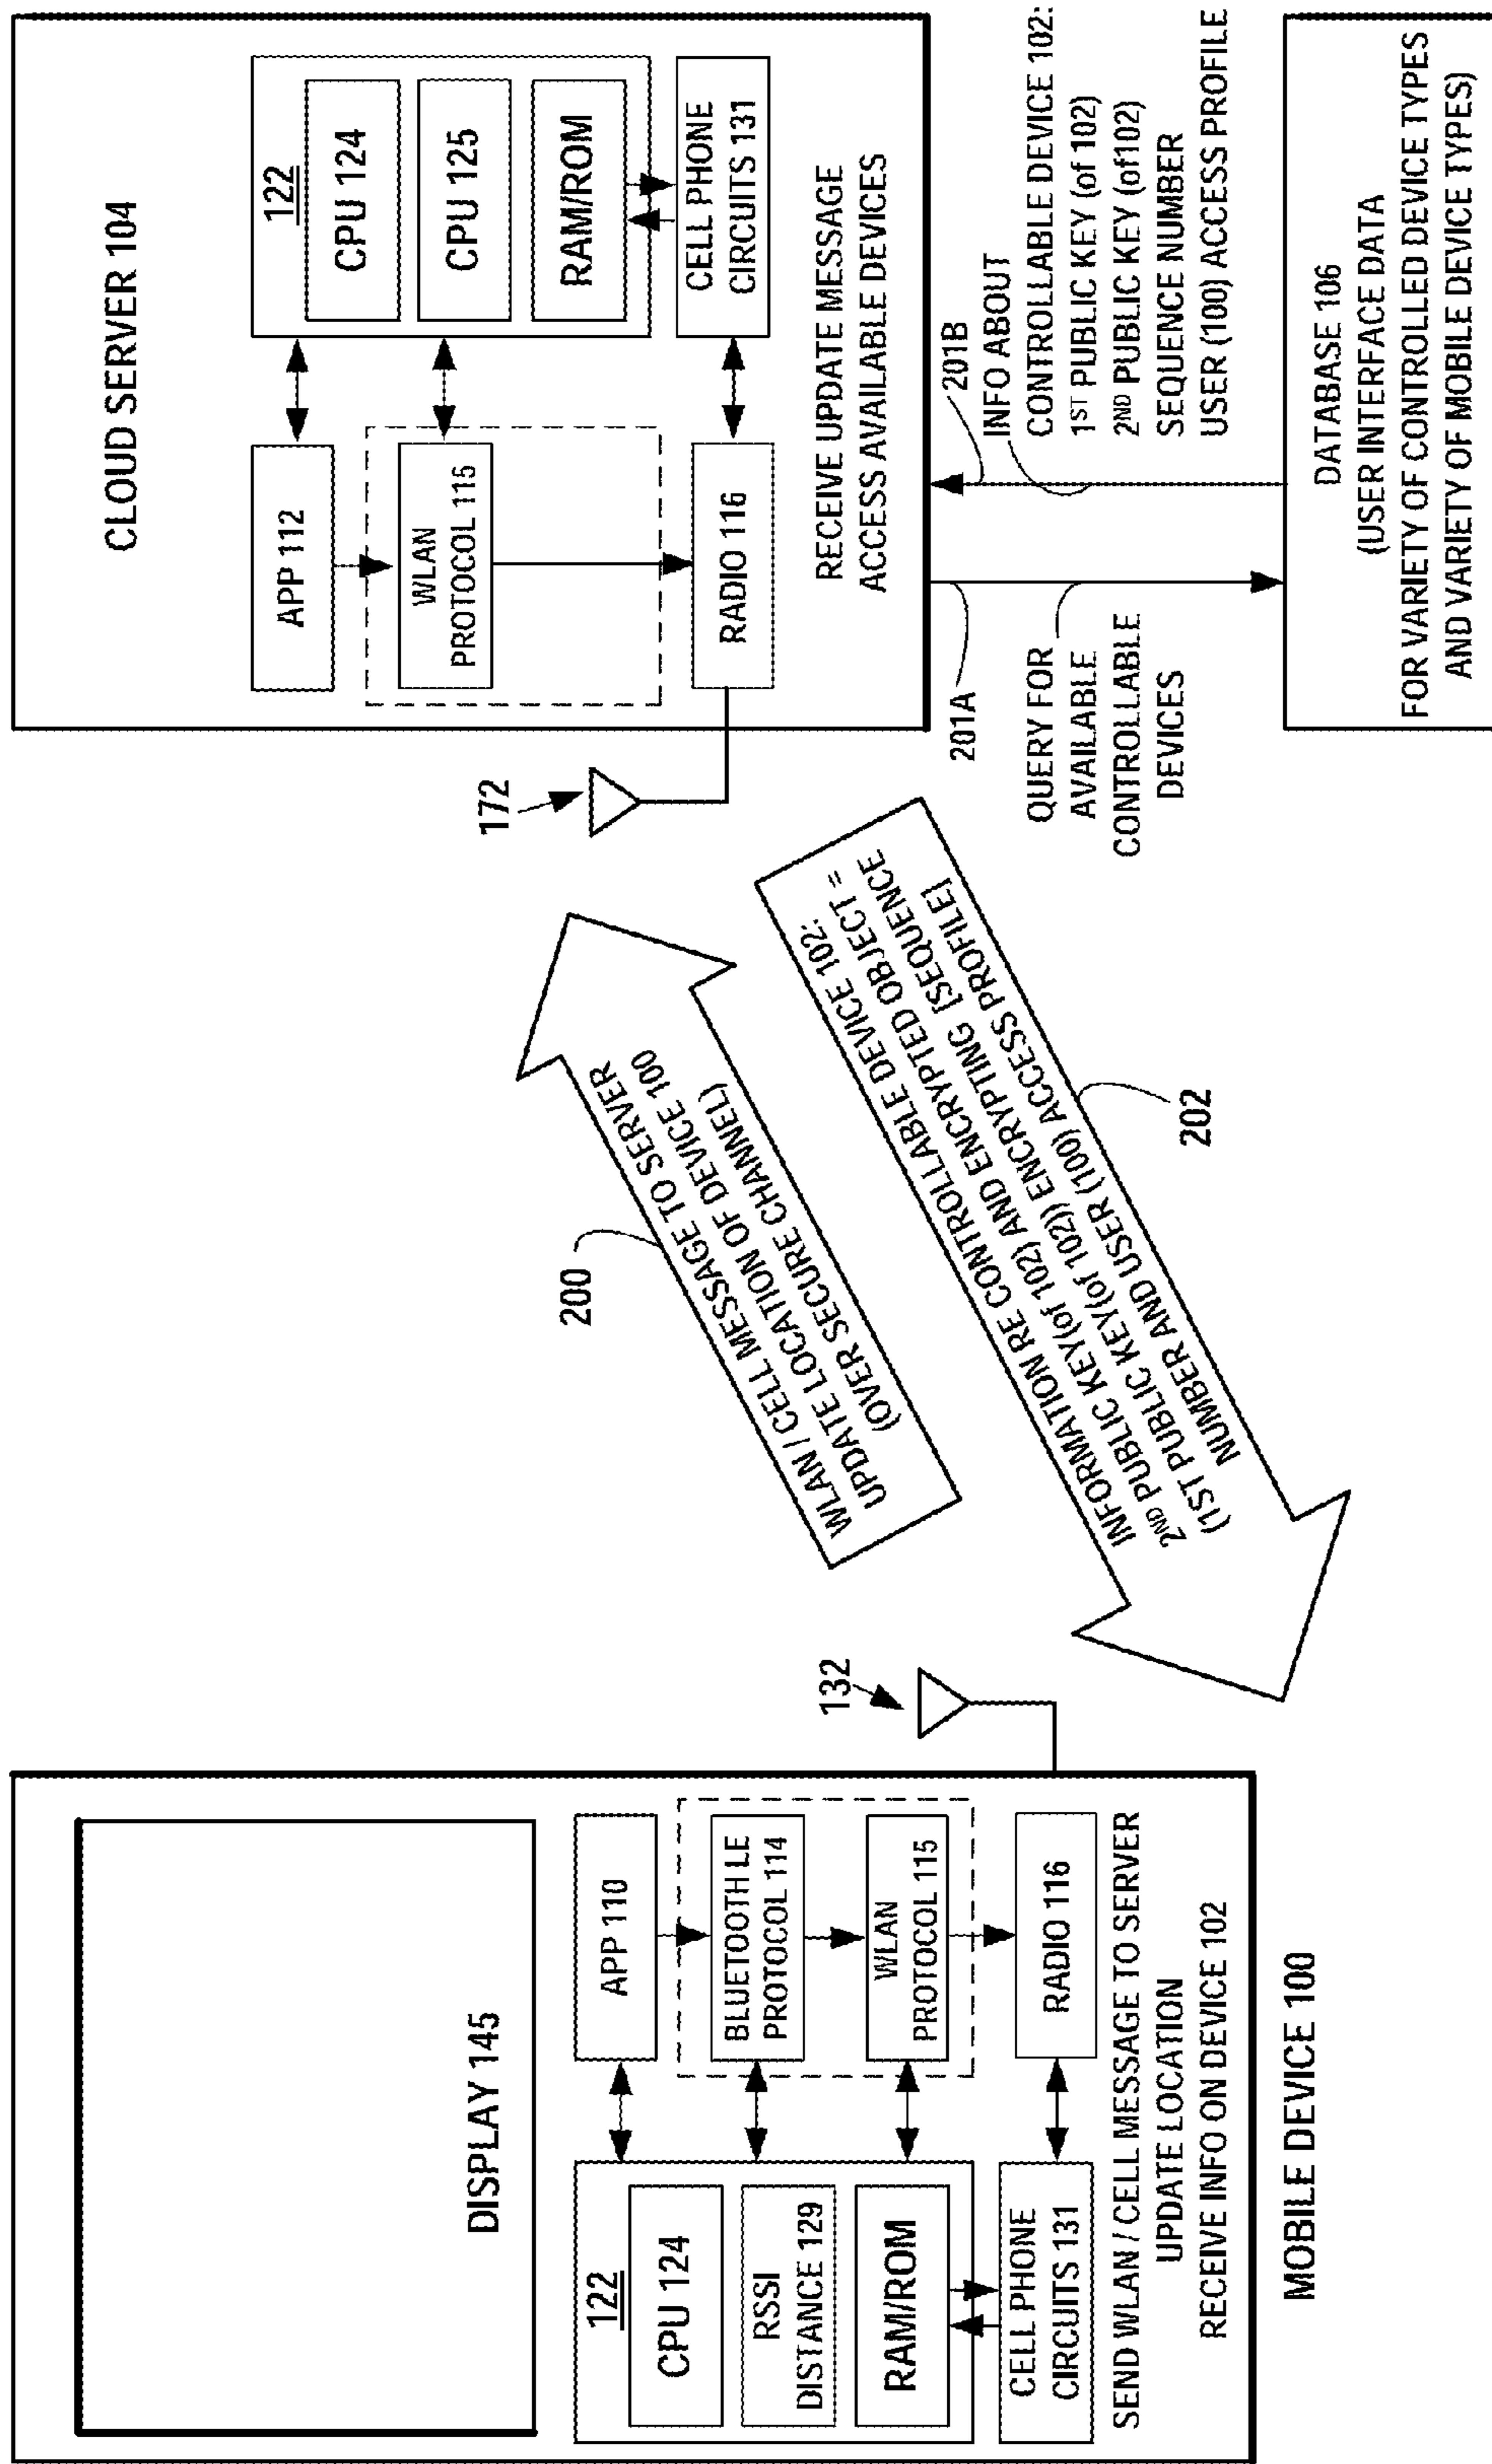 DISPLAY 145
122
CPU 124
RSSI
DISTANCE 129
RAM/ROM
CELL PHONE
CIRCUITS 131
APP 110
BLUETOOTH LE
PROTOCOL 114
WLAN
PROTOCOL 115
RADIO 116
SEND WLAN / CELL MESSAGE TO SERVER
UPDATE LOCATION
RECEIVE INFO ON DEVICE 102
MOBILE DEVICE 100
132
200
WLAN / CELL MESSAGE TO SERVER
UPDATE LOCATION OF DEVICE 100
(OVER SECURE CHANNEL)
INFORMATION RE CONTROLLABLE DEVICE 102:
2ND PUBLIC KEY (of 102) AND ENCRYPTED OBJECT =
(1ST PUBLIC KEY (of 102)) ENCRYPTING [SEQUENCE
NUMBER AND USER (100) ACCESS PROFILE]
202
172
CLOUD SERVER 104
APP 112
WLAN
PROTOCOL 115
RADIO 116
122
CPU 124
CPU 125
RAM/ROM
CELL PHONE
CIRCUITS 131
RECEIVE UPDATE MESSAGE
ACCESS AVAILABLE DEVICES
201A
QUERY FOR
AVAILABLE
CONTROLLABLE
DEVICES
201B
INFO ABOUT
CONTROLLABLE DEVICE 102:
1ST PUBLIC KEY (of 102)
2ND PUBLIC KEY (of102)
SEQUENCE NUMBER
USER (100) ACCESS PROFILE
DATABASE 106
(USER INTERFACE DATA
FOR VARIETY OF CONTROLLED DEVICE TYPES
AND VARIETY OF MOBILE DEVICE TYPES)